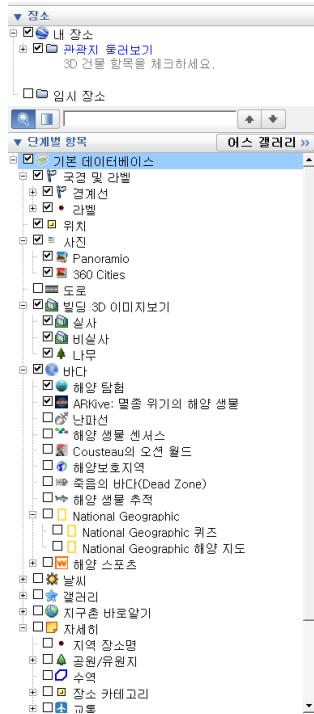 장소
내 장소
관광지 둘러보기
3D 건물 항목을 체크하세요.
임시 장소
단계별 항목
어스 갤러리 »
기본 데이터베이스
국경 및 라벨
경계선
라벨
위치
사진
Panoramio
360 Cities
도로
빌딩 3D 이미지보기
실사
비실사
나무
바다
해양 탐험
ARKive: 멸종 위기의 해양 생물
난파선
해양 생물 센서스
Cousteau의 오션 월드
해양보호지역
죽음의 바다(Dead Zone)
해양 생물 추적
National Geographic
National Geographic 퀴즈
National Geographic 해양 지도
해양 스포츠
날씨
갤러리
지구촌 바로알기
자세히
지역 장소명
공원/유원지
수역
장소 카테고리
교통